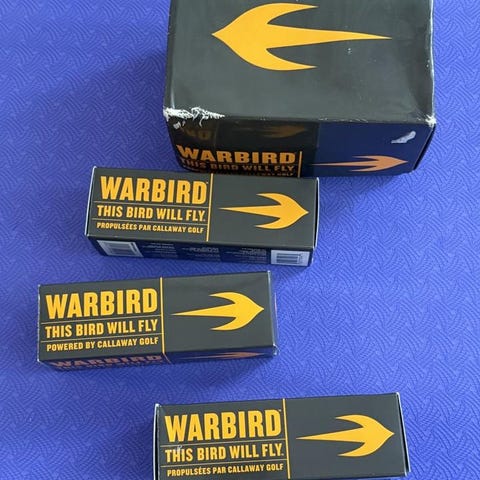 WARBIRD
THIS BIRD WILL FLY
WARBIRD
THIS BIRD WILL FLY.
PROPULSÉES PAR CALLAWAY GOLF
WARBIRD
THIS BIRD WILL FLY
POWERED BY CALLAWAY GOLF
WARBIRD
WARBIRD
THIS BIRD WILL FLY.
PROPULSÉES PAR CALLAWAY GOLF